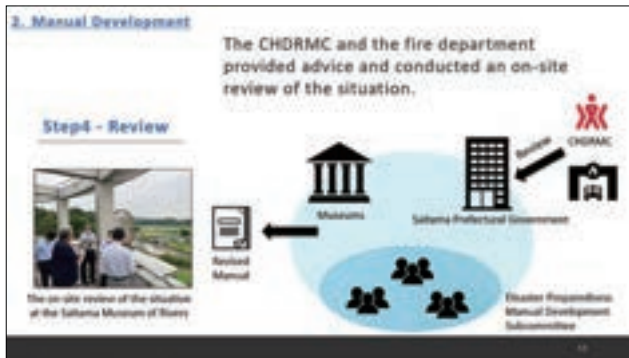 2. Manual Development
The CHDRMC and the fire department
provided advice and conducted an on-site
review of the situation.
Step4 - Review
Review
CHDRMC
Museums
Saitama Prefectural Government
Revised
Manual
The on-site review of the situation
at the Saitama Museum of Rivers
Disaster Preparedness
Manual Development
Subcommittee